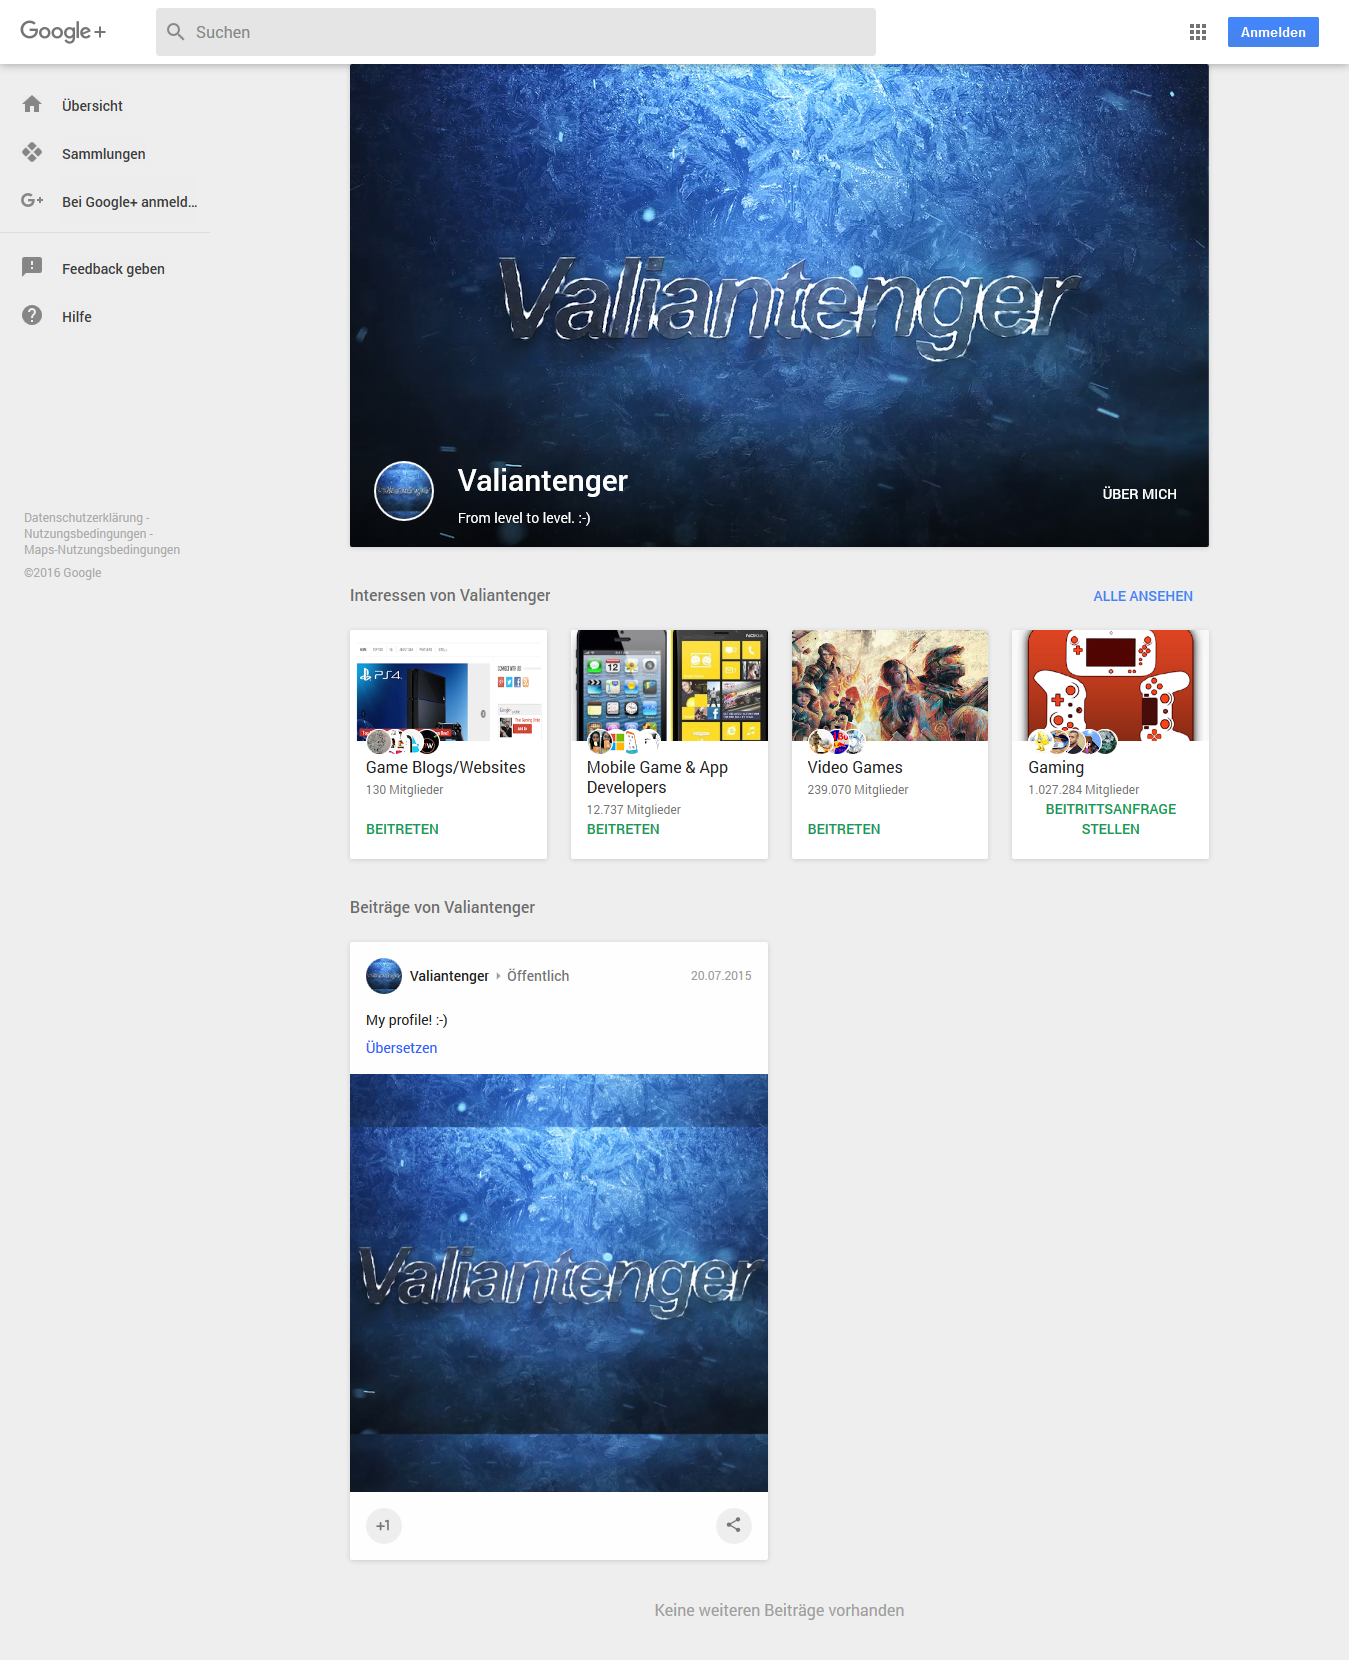 Google+
Suchen
Anmelden
Übersicht
Sammlungen
Bei Google+ anmeld...
Feedback geben
Hilfe
Datenschutzerklärung -
Nutzungsbedingungen -
Maps-Nutzungsbedingungen
©2016 Google
Valiantenger
Valiantenger
From level to level. :-)
ÜBER MICH
Interessen von Valiantenger
ALLE ANSEHEN
PS4
NOKIA
Game Blogs/Websites
130 Mitglieder
BEITRETEN
Mobile Game & App
Developers
12.737 Mitglieder
BEITRETEN
Video Games
239.070 Mitglieder
BEITRETEN
Gaming
1.027.284 Mitglieder
BEITRITTSANFRAGE
STELLEN
Beiträge von Valiantenger
Valiantenger
Öffentlich
20.07.2015
My profile! :-)
Übersetzen
Valiantenger
+1
Keine weiteren Beiträge vorhanden